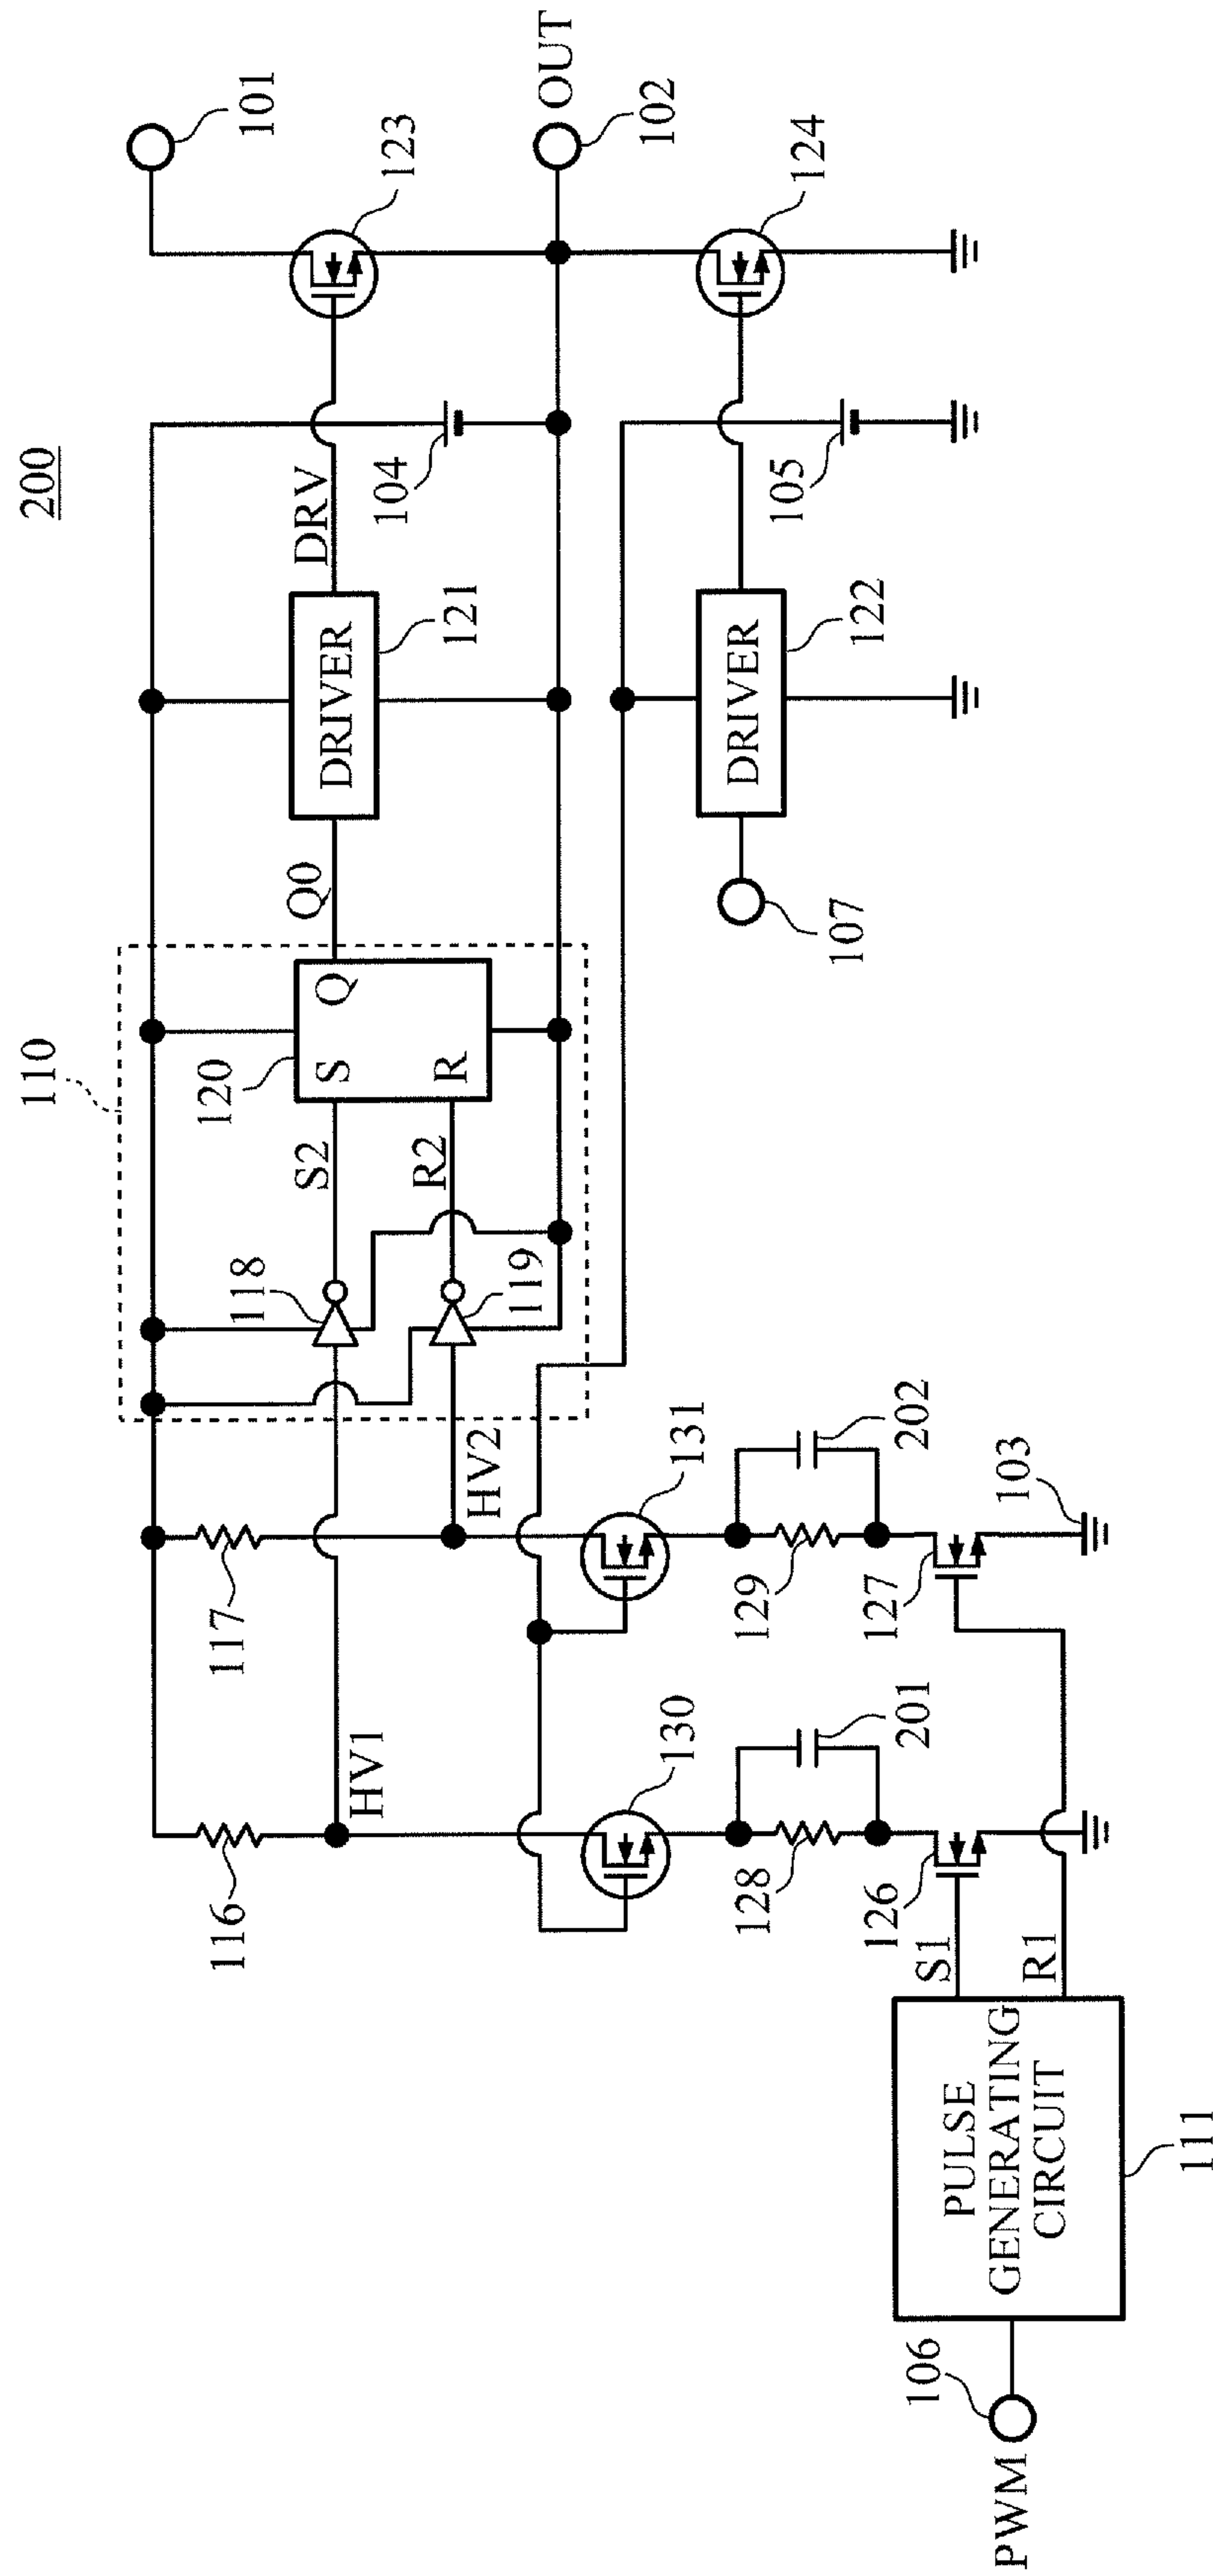 200
110
101
123
OUT
102
124
DRV
104
105
DRIVER
121
DRIVER
122
107
Q0
120
S
Q
R
S2
R2
118
119
HV2
117
131
202
129
127
103
HV1
116
130
201
128
126
S1
R1
PULSE
GENERATING
CIRCUIT
111
106
PWM